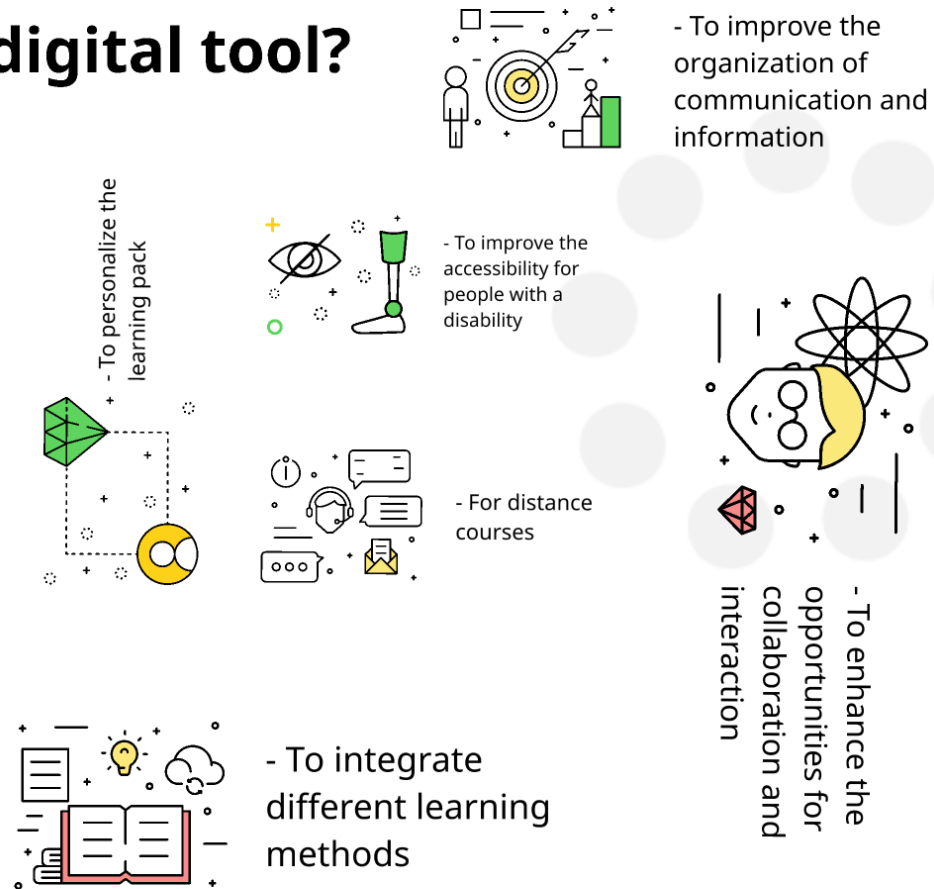 digital tool?
- To improve the
organization of
communication and
information
- To personalize the
learning pack
- To improve the
accessibility for
people with a
disability
- For distance
courses
- To enhance the
opportunities for
collaboration and
interaction
- To integrate
different learning
methods